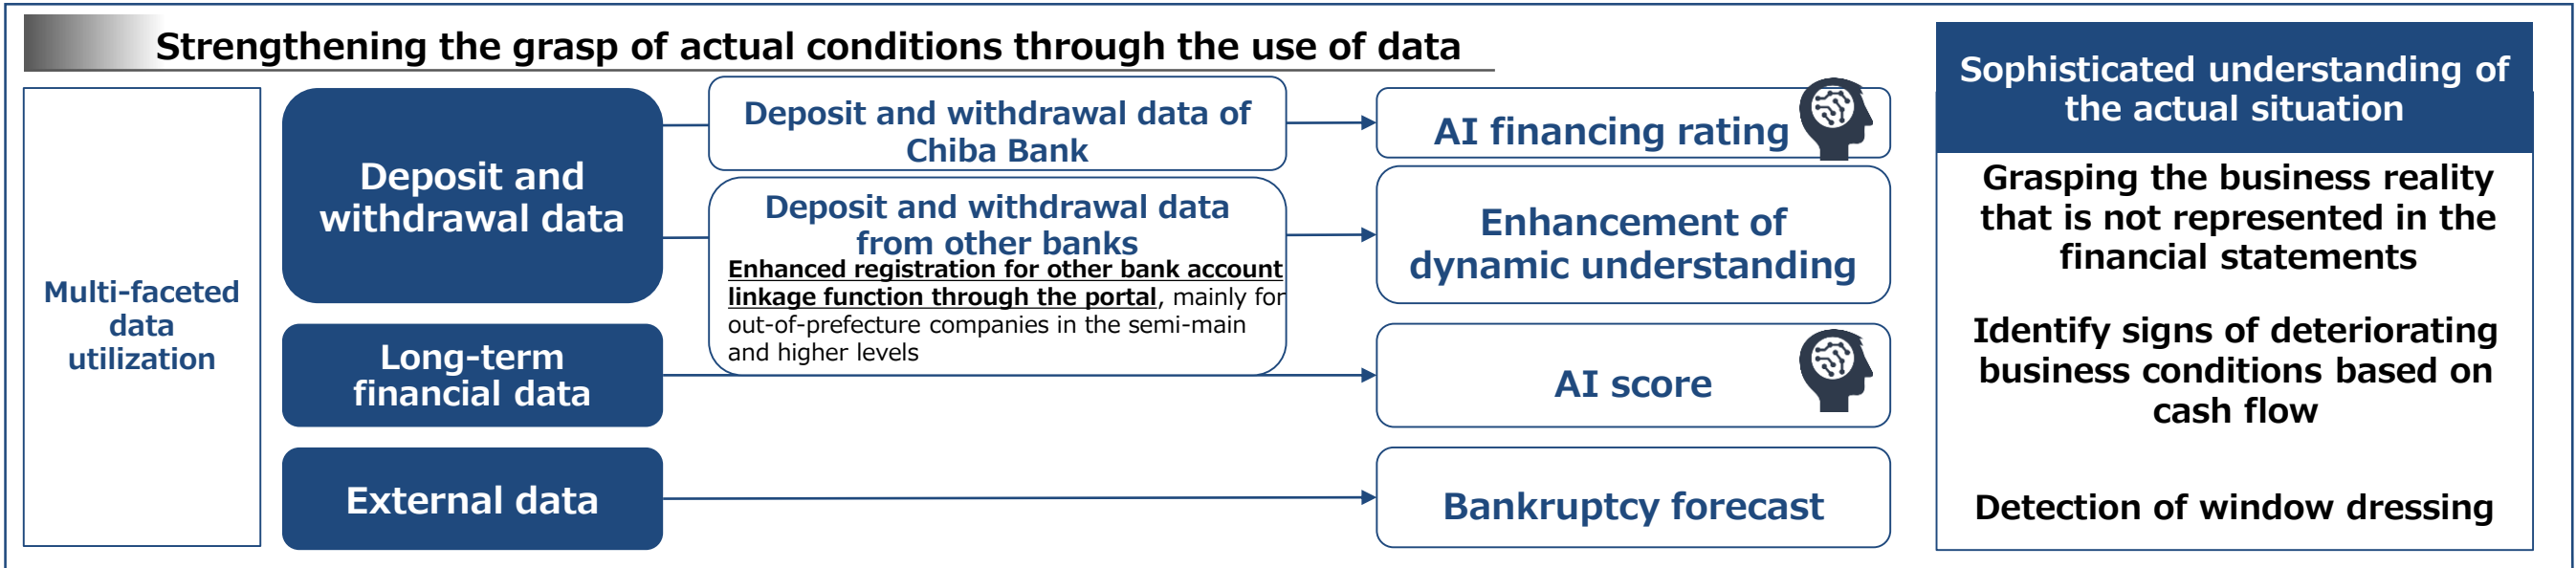 Strengthening the grasp of actual conditions through the use of data
Multi-faceted
data
utilization
Deposit and
withdrawal data
Deposit and withdrawal data of
Chiba Bank
AI financing rating
Deposit and withdrawal data
from other banks
Enhanced registration for other bank account
linkage function through the portal, mainly for
out-of-prefecture companies in the semi-main
and higher levels
Enhancement of
dynamic understanding
Long-term
financial data
AI score
External data
Bankruptcy forecast
Sophisticated understanding of
the actual situation
Grasping the business reality
that is not represented in the
financial statements
Identify signs of deteriorating
business conditions based on
cash flow
Detection of window dressing